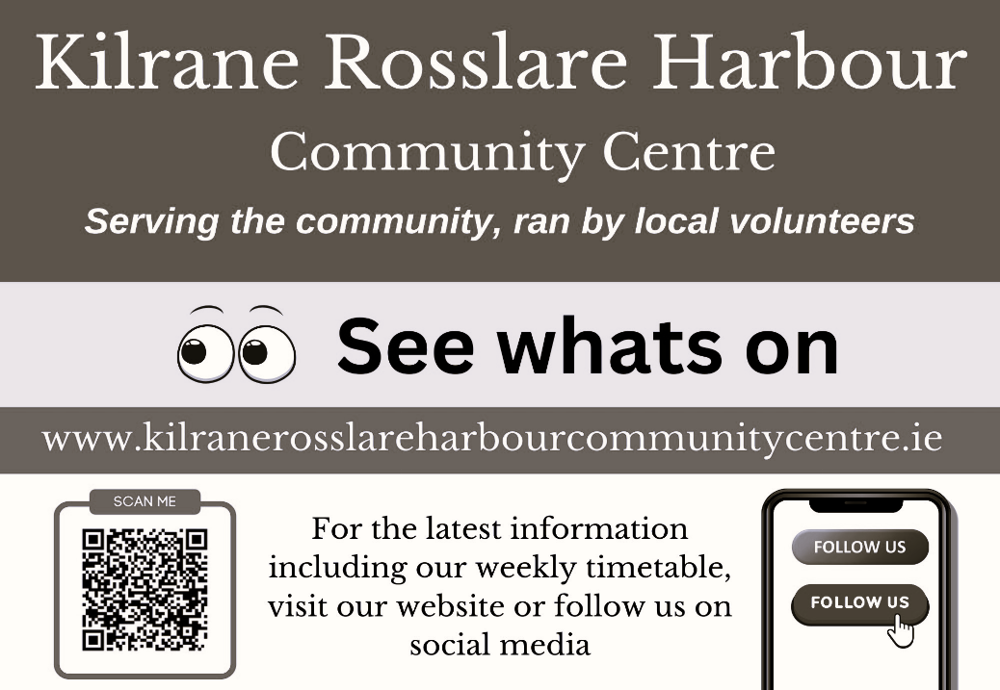 Kilrane Rosslare Harbour
Community Centre
Serving the community, ran by local volunteers
See whats on
www.kilranerosslareharbourcommunitycentre.ie
SCAN ME
For the latest information
including our weekly timetable,
visit our website or follow us on
social media
FOLLOW US
FOLLOW US